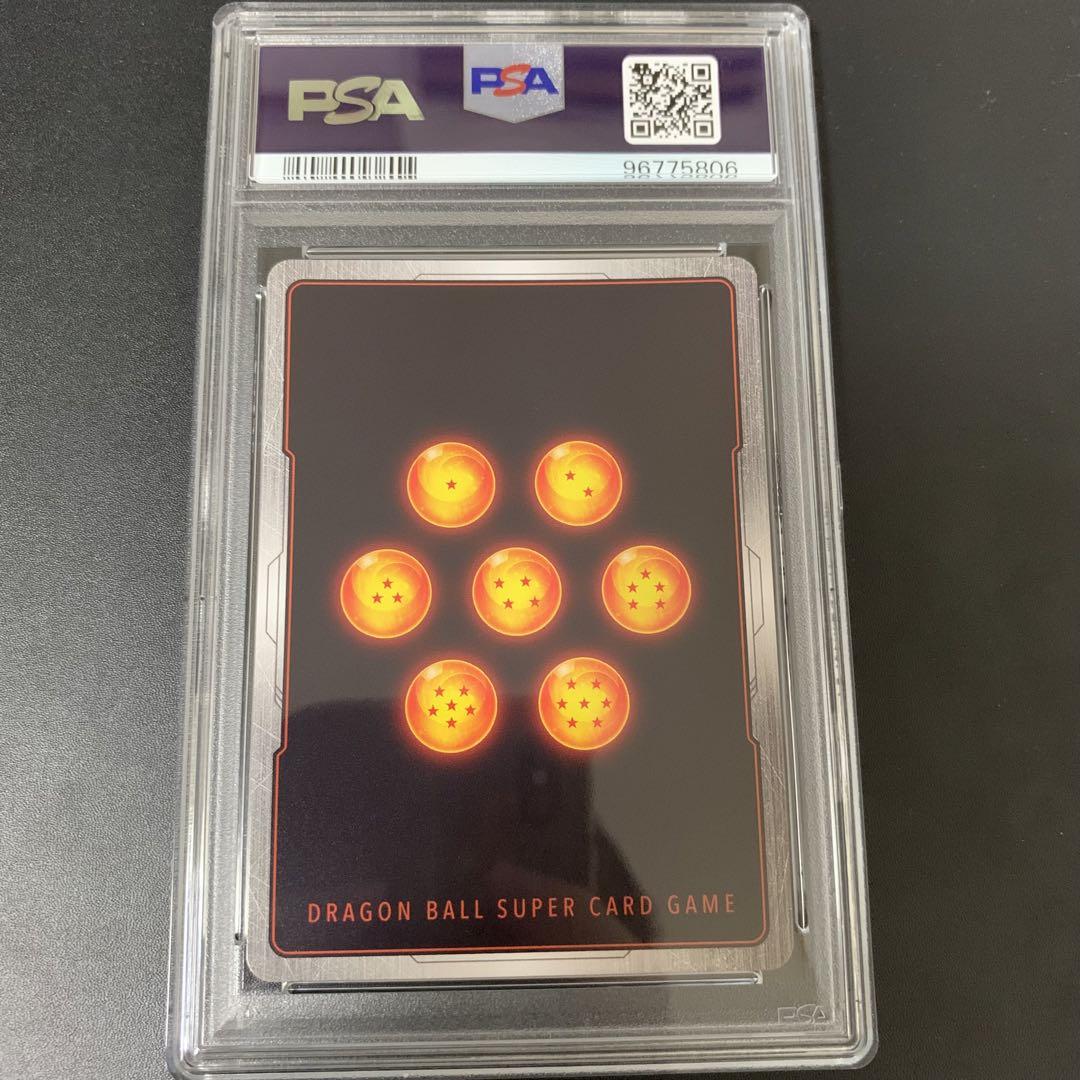 PSA PSA
96775806
DRAGON BALL SUPER CARD GAME
PSA